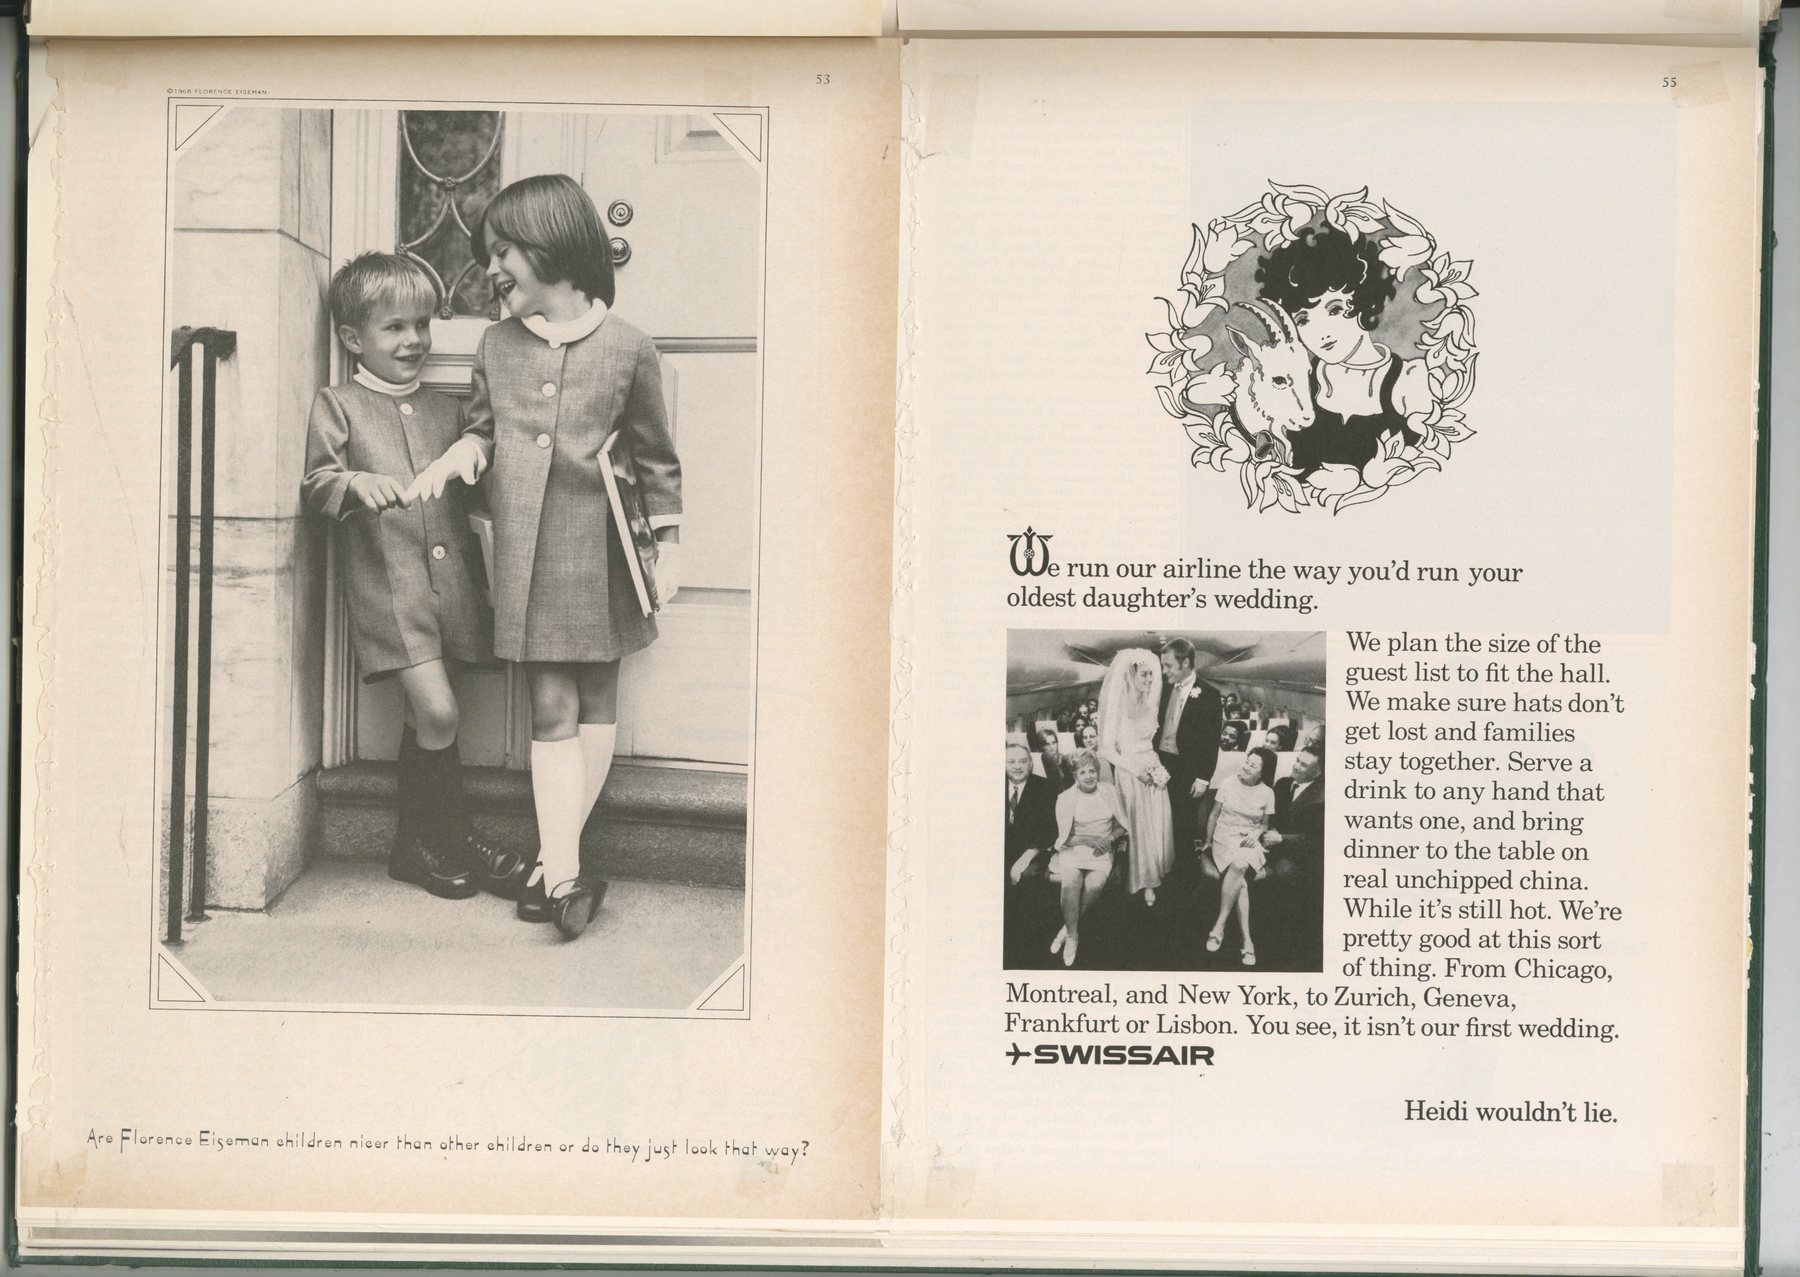 53
©1968 FLORENCE EISEMAN.
Are Florence Eiseman children nicer than other children or do they just look that way?
55
We run our airline the way you'd run your
oldest daughter's wedding.
We plan the size of the
guest list to fit the hall.
We make sure hats don't
get lost and families
stay together. Serve a
drink to any hand that
wants one, and bring
dinner to the table on
real unchipped china.
While it's still hot. We're
pretty good at this sort
of thing. From Chicago,
Montreal, and New York, to Zurich, Geneva,
Frankfurt or Lisbon. You see, it isn't our first wedding.
SWISSAIR
Heidi wouldn't lie.